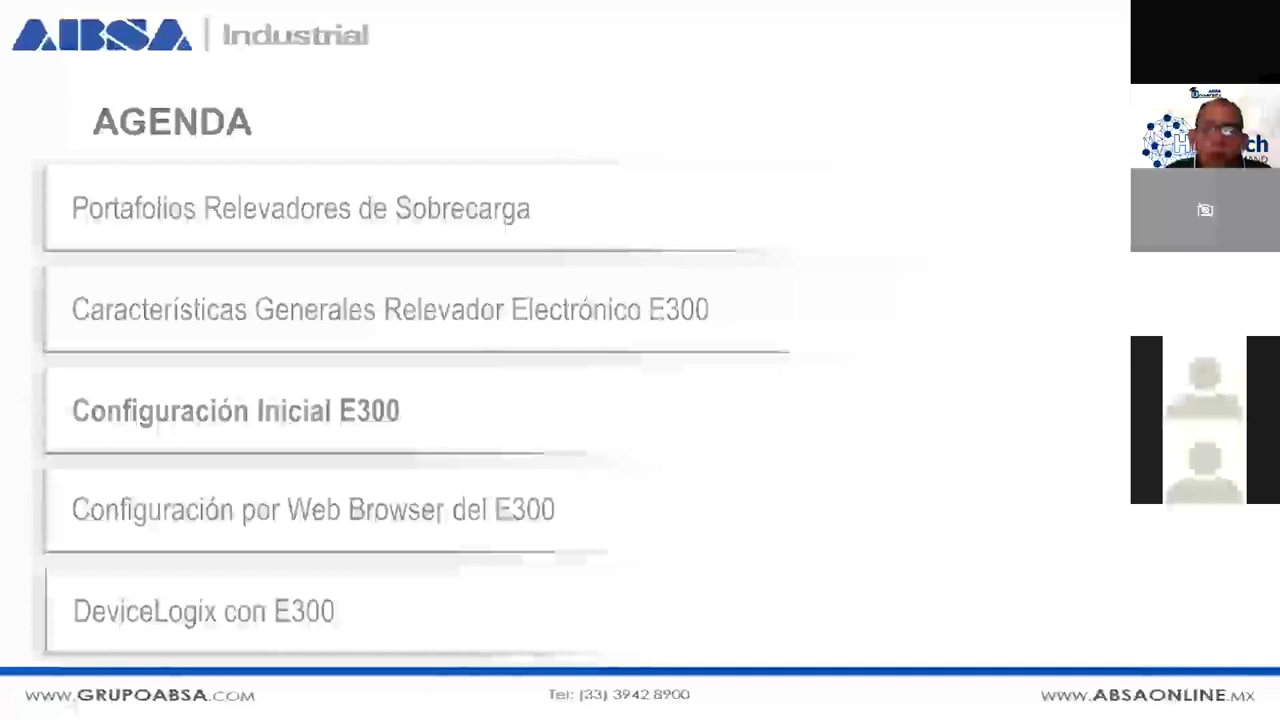 ABSA | Industrial
AGENDA
Portafolios Relevadores de Sobrecarga
Características Generales Relevador Electrónico E300
Configuración Inicial E300
Configuración por Web Browser del E300
DeviceLogix con E300
WWW.GRUPOABSA.COM
Tel: (33) 3942 8900
WWW.ABSAONLINE.MX